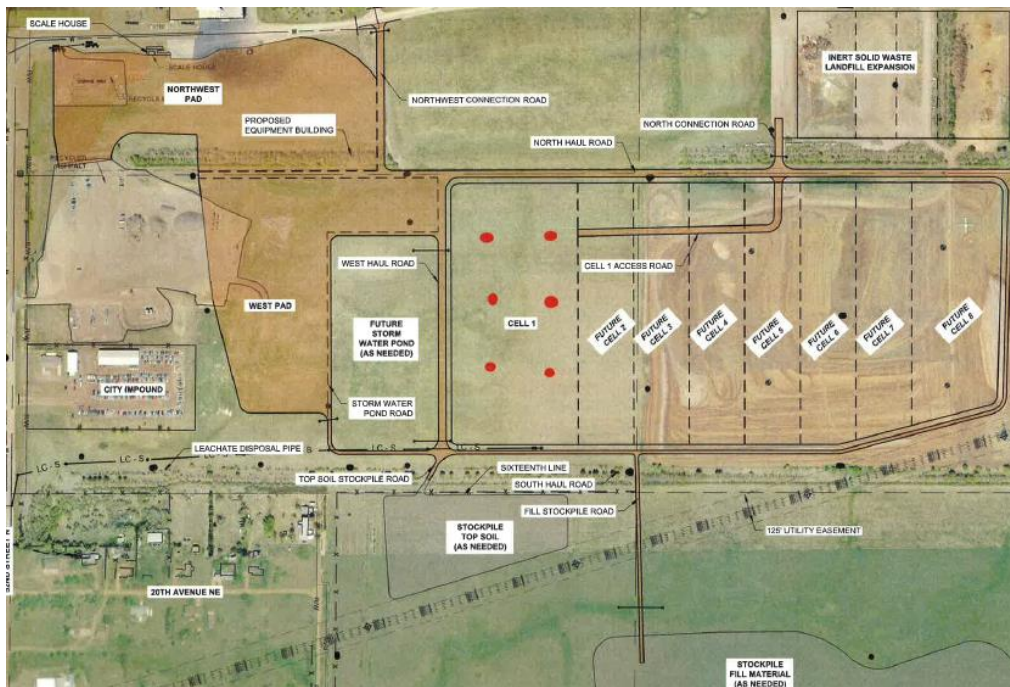 SCALE HOUSE
SCALE HOUSE
NORTHWEST
PAD
NORTHWEST CONNECTION ROAD
INERT SOLID WASTE
LANDFILL EXPANSION
PROPOSED
EQUIPMENT BUILDING
NORTH CONNECTION ROAD
NORTH HAUL ROAD
RECYCLED
ASPHALT
WEST HAUL ROAD
CELL 1 ACCESS ROAD
WEST PAD
FUTURE
STORM
WATER POND
(AS NEEDED)
CELL 1
FUTURE
CELL 2
FUTURE
CELL 3
FUTURE
CELL 4
FUTURE
CELL 5
FUTURE
CELL 6
FUTURE
CELL 7
FUTURE
CELL 8
CITY IMPOUND
STORM WATER
POND ROAD
LEACHATE DISPOSAL PIPE
LC - S
LC - S
LC - S
TOP SOIL STOCKPILE ROAD
SIXTEENTH LINE
SOUTH HAUL ROAD
FILL STOCKPILE ROAD
125' UTILITY EASEMENT
STOCKPILE
TOP SOIL
(AS NEEDED)
20TH AVENUE NE
STOCKPILE
FILL MATERIAL
(AS NEEDED)